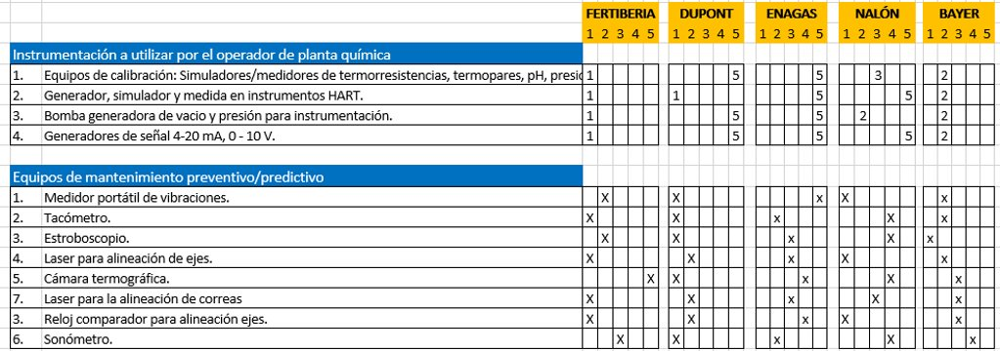 FERTIBERIA DUPONT ENAGAS NALÓN BAYER
1 2 3 4 5 1 2 3 4 5 1 2 3 4 5 1 2 3 4 5 1 2 3 4 5
Instrumentación a utilizar por el operador de planta química
1. Equipos de calibración: Simuladores/medidores de termorresistencias, termopares, pH, presic 1 5 5 3 2
2. Generador, simulador y medida en instrumentos HART. 1 1 5 5 2
3. Bomba generadora de vacio y presión para instrumentación. 1 5 5 2 2
4. Generadores de señal 4-20 mA, 0 - 10 V. 1 5 5 5 2
Equipos de mantenimiento preventivo/predictivo
1. Medidor portátil de vibraciones. X X x X x
2. Tacómetro. X X x X x
3. Estroboscopio. X X x X x
4. Laser para alineación de ejes. X X x X x
5. Cámara termográfica. X X x X x
7. Laser para la alineación de correas X X x X x
3. Reloj comparador para alineación ejes. X X x X x
6. Sonómetro. X X x X x